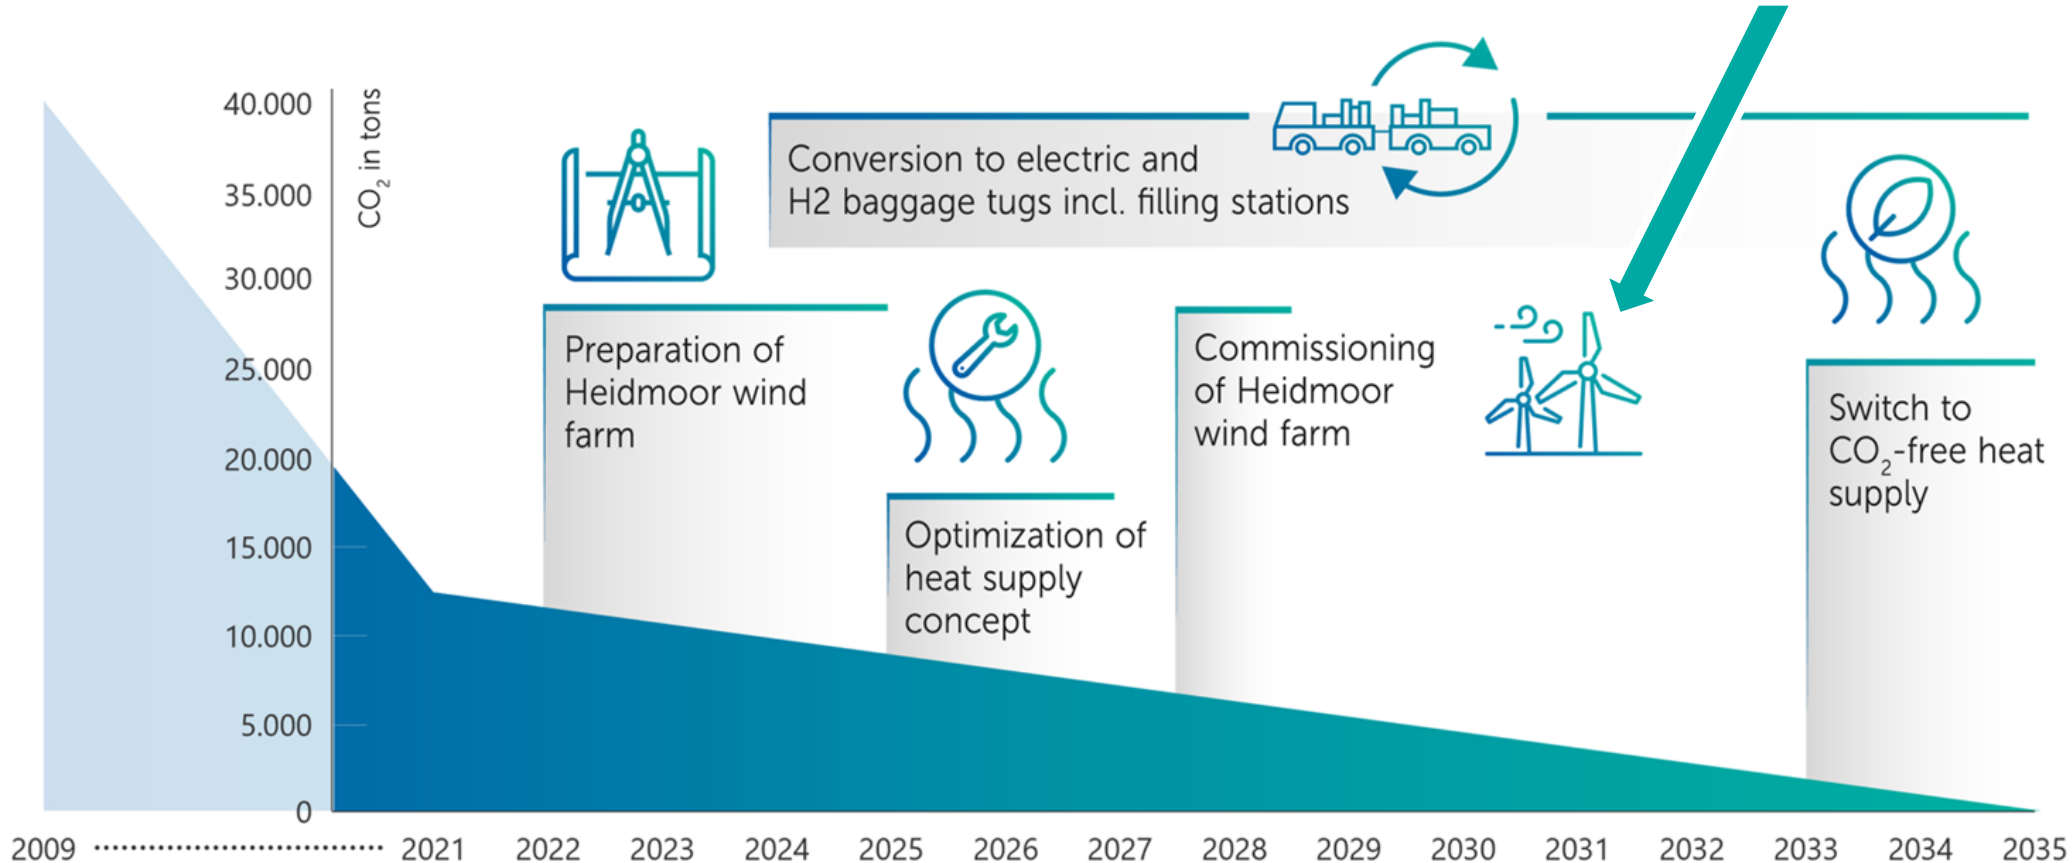 40.000
35.000
30.000
25.000
20.000
15.000
10.000
5.000
0
CO₂ in tons
Conversion to electric and
H2 baggage tugs incl. filling stations
Preparation of
Heidmoor wind
farm
Optimization of
heat supply
concept
Commissioning
of Heidmoor
wind farm
Switch to
CO₂-free heat
supply
2009 2021 2022 2023 2024 2025 2026 2027 2028 2029 2030 2031 2032 2033 2034 2035